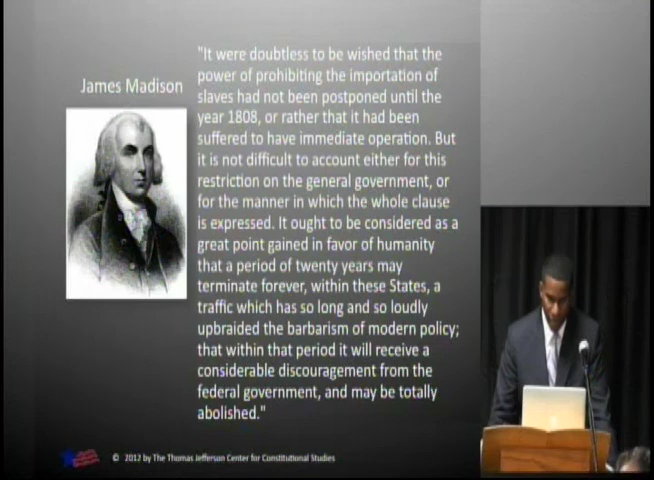 James Madison
"It were doubtless to be wished that the
power of prohibiting the importation of
slaves had not been postponed until the
year 1808, or rather that it had been
suffered to have immediate operation. But
it is not difficult to account either for this
restriction on the general government, or
for the manner in which the whole clause
is expressed. It ought to be considered as a
great point gained in favor of humanity
that a period of twenty years may
terminate forever, within these States, a
traffic which has so long and so loudly
upbraided the barbarism of modern policy;
that within that period it will receive a
considerable discouragement from the
federal government, and may be totally
abolished."
© 2012 by The Thomas Jefferson Center for Constitutional Studies